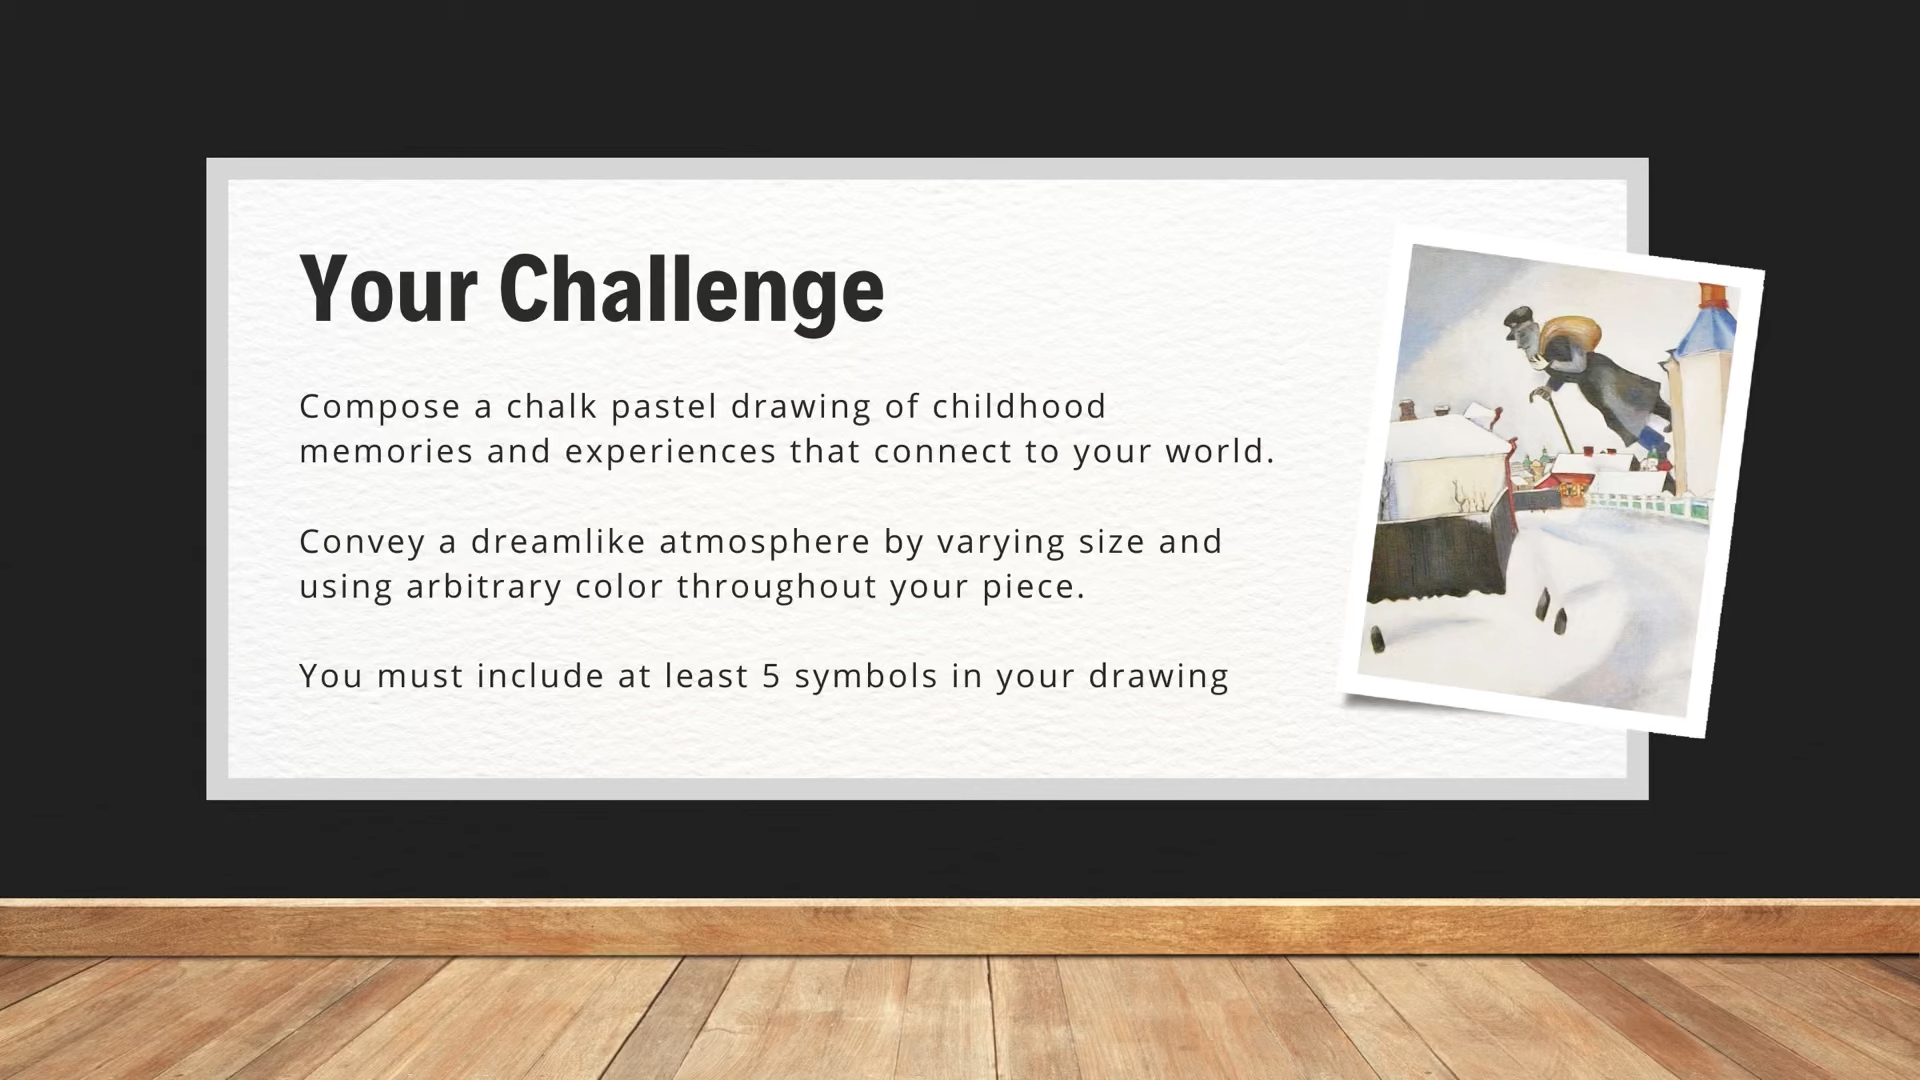 Your Challenge
Compose a chalk pastel drawing of childhood
memories and experiences that connect to your world.
Convey a dreamlike atmosphere by varying size and
using arbitrary color throughout your piece.
You must include at least 5 symbols in your drawing